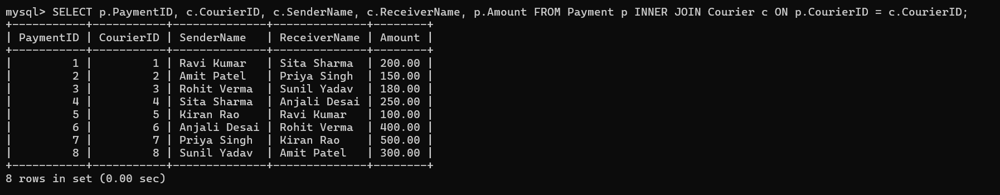 mysql> SELECT p.PaymentID, c.CourierID, c.SenderName, c.ReceiverName, p.Amount FROM Payment p INNER JOIN Courier c ON p.CourierID = c.CourierID;
+-----------+-----------+--------------+--------------+--------+
| PaymentID | CourierID | SenderName   | ReceiverName | Amount |
+-----------+-----------+--------------+--------------+--------+
|         1 |         1 | Ravi Kumar   | Sita Sharma  | 200.00 |
|         2 |         2 | Amit Patel   | Priya Singh  | 150.00 |
|         3 |         3 | Rohit Verma  | Sunil Yadav  | 180.00 |
|         4 |         4 | Sita Sharma  | Anjali Desai | 250.00 |
|         5 |         5 | Kiran Rao    | Ravi Kumar   | 100.00 |
|         6 |         6 | Anjali Desai | Rohit Verma  | 400.00 |
|         7 |         7 | Priya Singh  | Kiran Rao    | 500.00 |
|         8 |         8 | Sunil Yadav  | Amit Patel   | 300.00 |
+-----------+-----------+--------------+--------------+--------+
8 rows in set (0.00 sec)